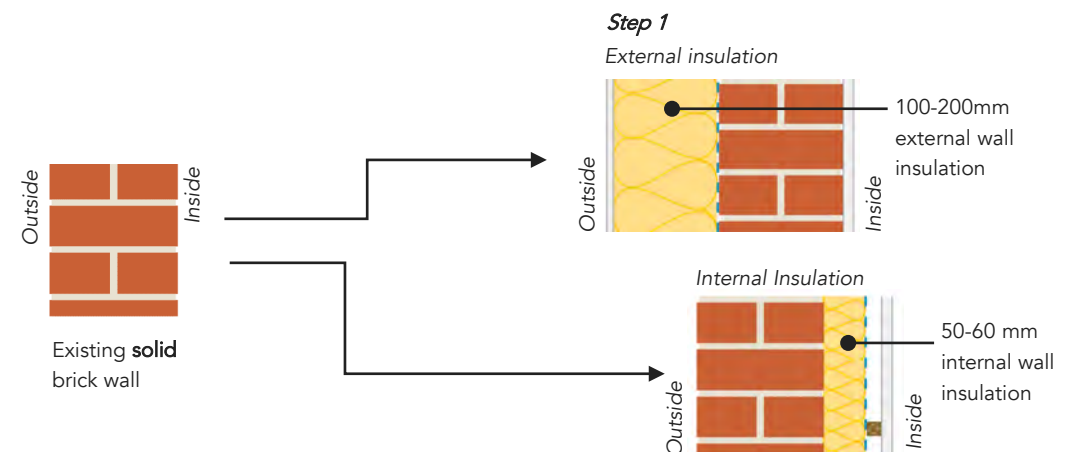 Step 1
External insulation
100-200mm
external wall
insulation
Outside
Inside
Outside
Inside
Existing solid
brick wall
Internal Insulation
50-60 mm
internal wall
insulation
Outside
Inside